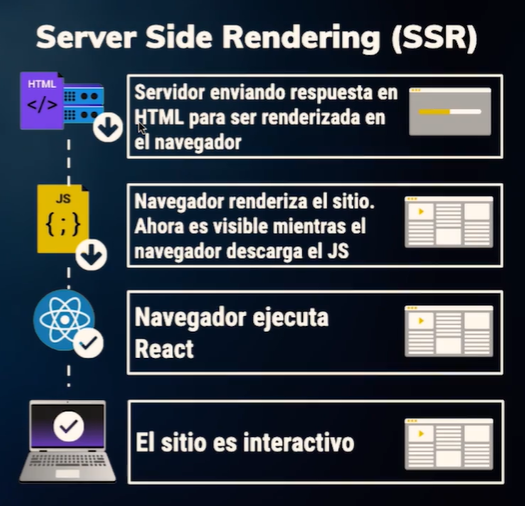 Server Side Rendering (SSR)
HTML
</>
Servidor enviando respuesta en
HTML para ser renderizada en
el navegador
JS
{;}
Navegador renderiza el sitio.
Ahora es visible mientras el
navegador descarga el JS
Navegador ejecuta
React
El sitio es interactivo